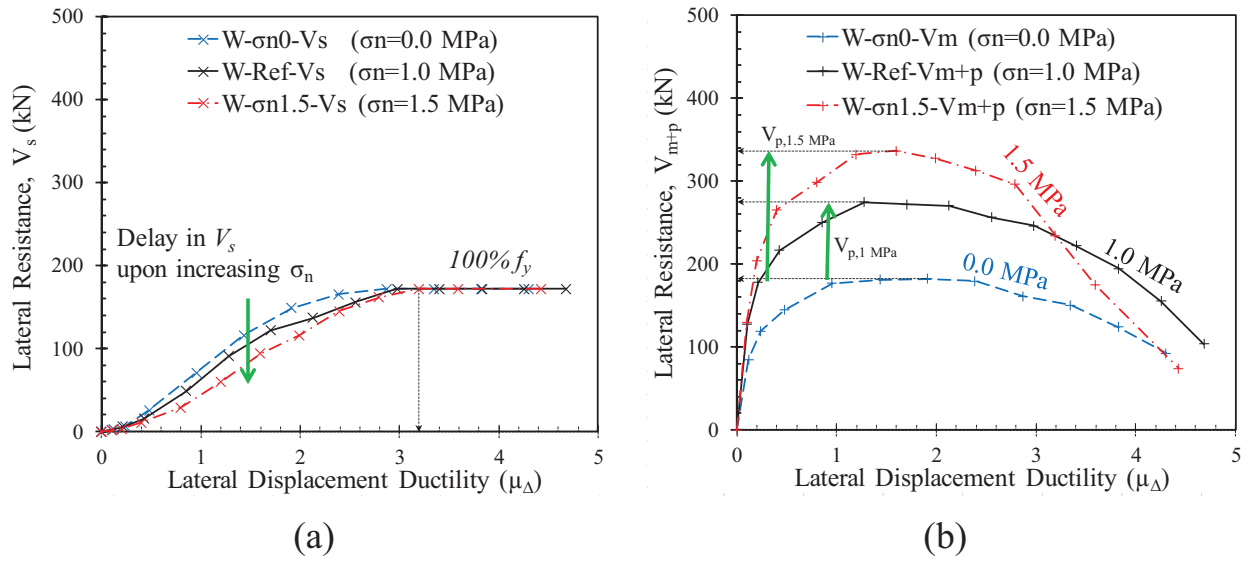 500
400
300
200
100
0
Lateral Resistance, Vs (kN)
W-σn0-Vs (σn=0.0 MPa)
W-Ref-Vs (σn=1.0 MPa)
W-σn1.5-Vs (σn=1.5 MPa)
Delay in Vs
upon increasing σn
100% fy
0 1 2 3 4 5
Lateral Displacement Ductility (μΔ)
(a)
500
400
300
200
100
0
Lateral Resistance, Vm+p (kN)
W-σn0-Vm (σn=0.0 MPa)
W-Ref-Vm+p (σn=1.0 MPa)
W-σn1.5-Vm+p (σn=1.5 MPa)
Vp,1.5 MPa
1.5 MPa
Vp,1 MPa
1.0 MPa
0.0 MPa
0 1 2 3 4 5
Lateral Displacement Ductility (μΔ)
(b)